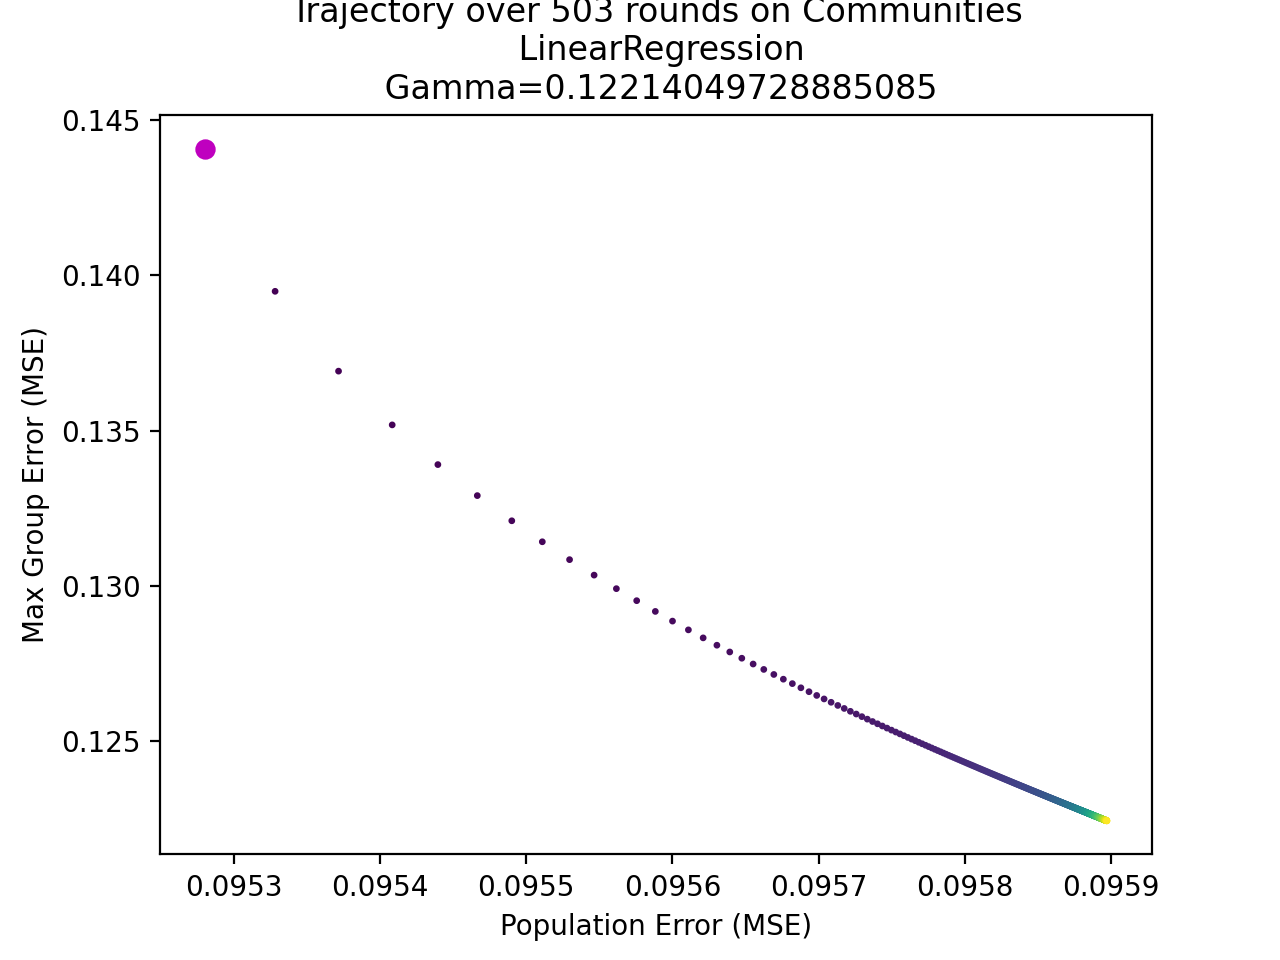 Trajectory over 503 rounds on Communities
LinearRegression
Gamma=0.12214049728885085
0.145
0.140
0.135
0.130
0.125
Max Group Error (MSE)
0.0953 0.0954 0.0955 0.0956 0.0957 0.0958 0.0959
Population Error (MSE)